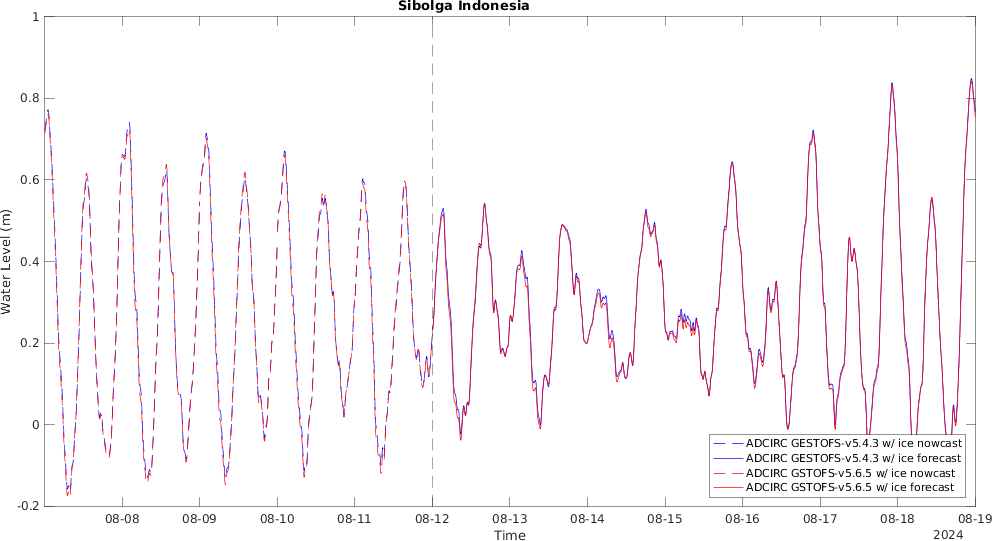 Sibolga Indonesia
1
0.8
0.6
0.4
0.2
0
-0.2
Water Level (m)
08-08 08-09 08-10 08-11 08-12 08-13 08-14 08-15 08-16 08-17 08-18 08-19
Time
2024
ADCIRC GESTOFS-v5.4.3 w/ ice nowcast
ADCIRC GESTOFS-v5.4.3 w/ ice forecast
ADCIRC GSTOFS-v5.6.5 w/ ice nowcast
ADCIRC GSTOFS-v5.6.5 w/ ice forecast